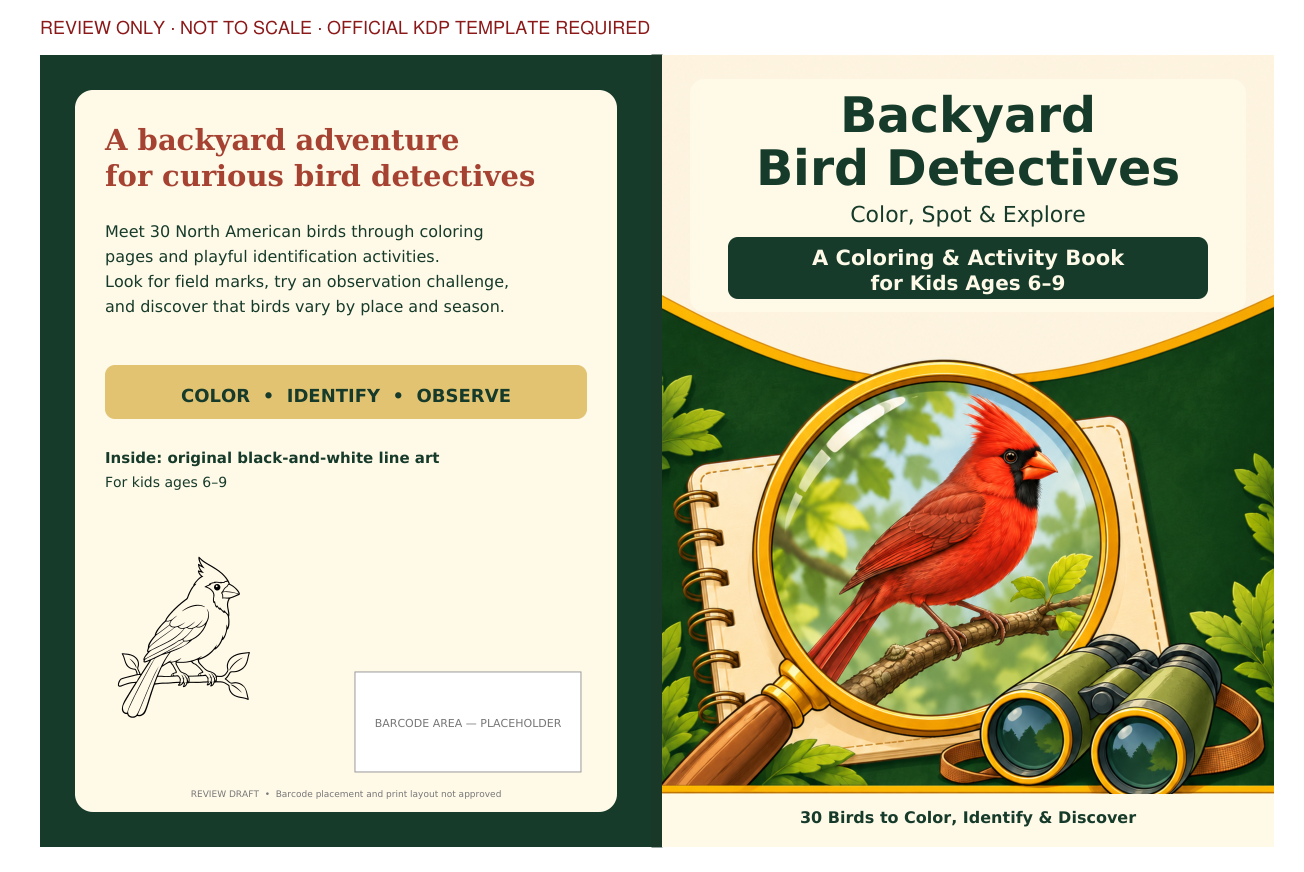 REVIEW ONLY · NOT TO SCALE · OFFICIAL KDP TEMPLATE REQUIRED
A backyard adventure
for curious bird detectives
Meet 30 North American birds through coloring
pages and playful identification activities.
Look for field marks, try an observation challenge,
and discover that birds vary by place and season.
COLOR • IDENTIFY • OBSERVE
Inside: original black-and-white line art
For kids ages 6–9
BARCODE AREA — PLACEHOLDER
REVIEW DRAFT • Barcode placement and print layout not approved
Backyard
Bird Detectives
Color, Spot & Explore
A Coloring & Activity Book
for Kids Ages 6–9
30 Birds to Color, Identify & Discover